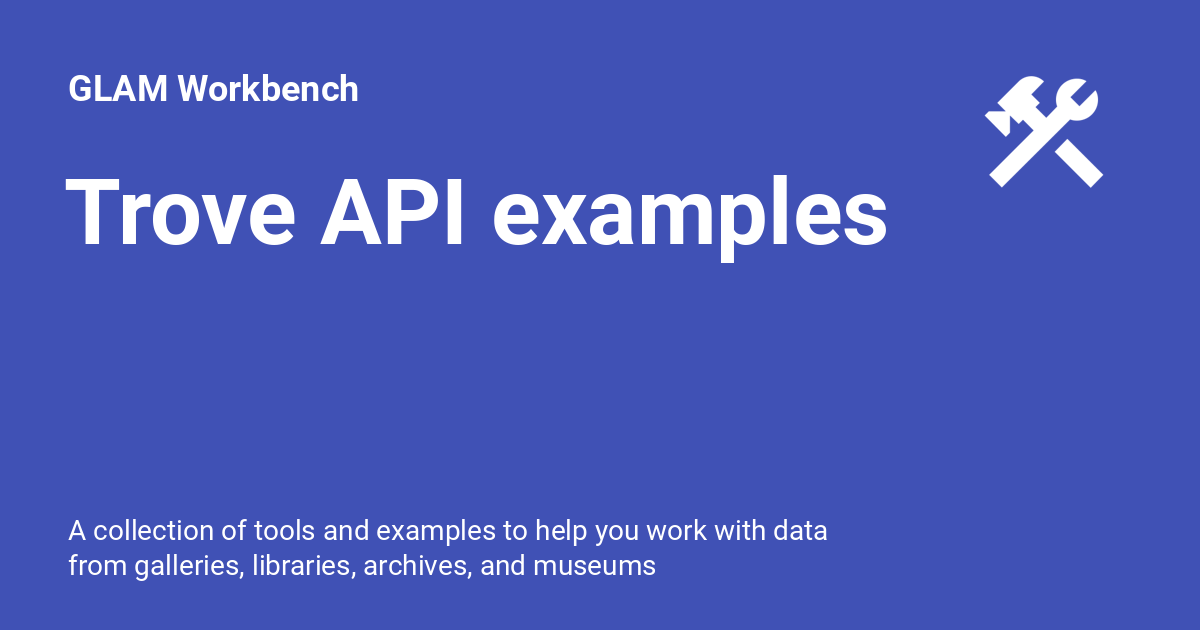 GLAM Workbench
Trove API examples
A collection of tools and examples to help you work with data
from galleries, libraries, archives, and museums